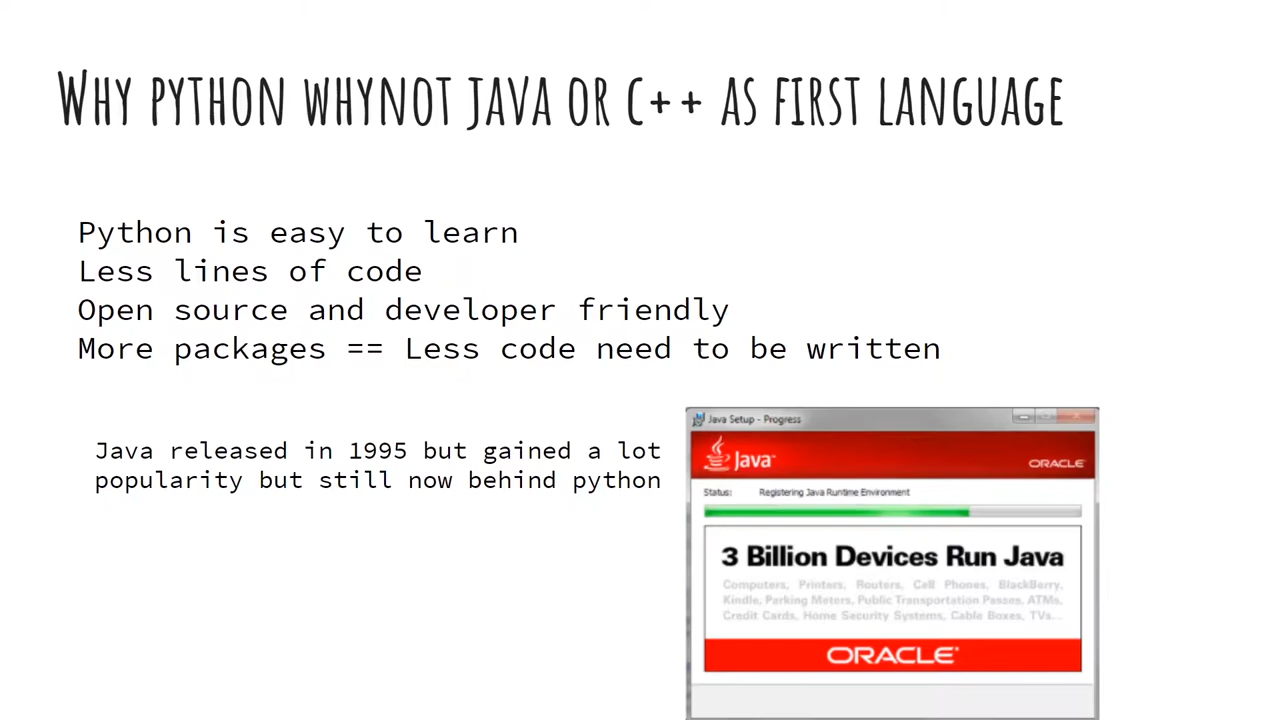 WHY PYTHON WHYNOT JAVA OR C++ AS FIRST LANGUAGE
Python is easy to learn
Less lines of code
Open source and developer friendly
More packages == Less code need to be written
Java released in 1995 but gained a lot
popularity but still now behind python
Java Setup - Progress
Java™
ORACLE
Status: Registering Java Runtime Environment
3 Billion Devices Run Java
Computers, Printers, Routers, Cell Phones, BlackBerry,
Kindle, Parking Meters, Public Transportation Passes, ATMs,
Credit Cards, Home Security Systems, Cable Boxes, TVs...
ORACLE®